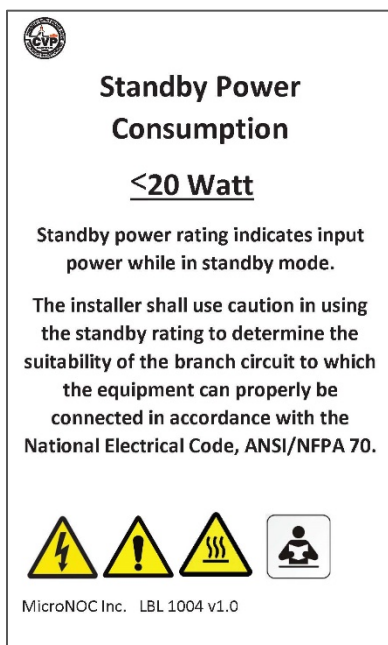 CVP
Standby Power
Consumption
<20 Watt
Standby power rating indicates input
power while in standby mode.
The installer shall use caution in using
the standby rating to determine the
suitability of the branch circuit to which
the equipment can properly be
connected in accordance with the
National Electrical Code, ANSI/NFPA 70.
MicroNOC Inc. LBL 1004 v1.0